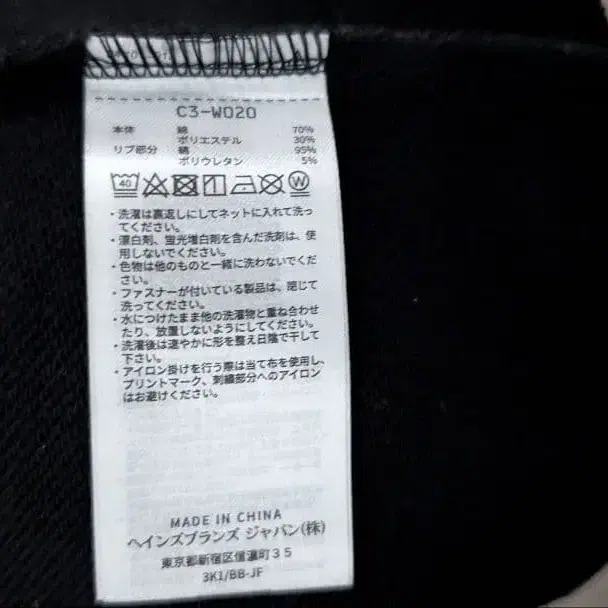 C3-WO20
本体 綿 70%
ポリエステル 30%
リブ部分 綿 95%
ポリウレタン 5%
40 W
・洗濯は裏返しにしてネットに入れて洗っ
てください。
・漂白剤、蛍光増白剤を含んだ洗剤は、使
用しないでください。
・色物は他のものと一緒に洗わないでくだ
さい。
・ファスナーが付いている製品は、閉じて
洗ってください。
・水につけたまま他の洗濯物と重ね合わせ
たり、放置しないようにしてください。
・洗濯後は速やかに形を整え日陰で干して
下さい。
・アイロン掛けを行う際は当て布を使用し、
プリントマーク、刺繍部分へのアイロン
はお避けください。
MADE IN CHINA
ヘインズブランズ ジャパン(株)
東京都新宿区信濃町35
3K1/BB-JF